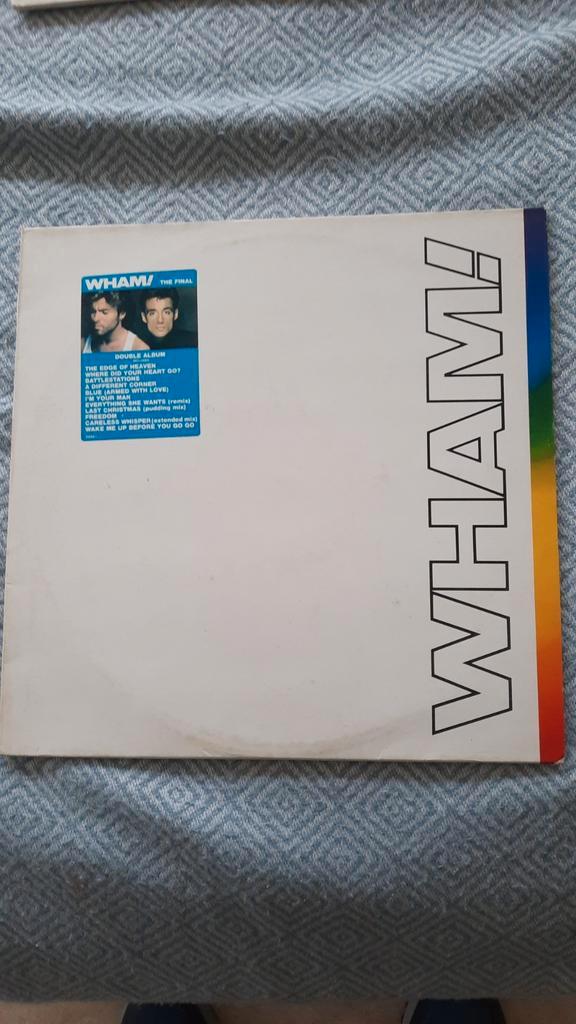 WHAM! THE FINAL
DOUBLE ALBUM
THE EDGE OF HEAVEN
WHERE DID YOUR HEART GO?
BATTLESTATIONS
A DIFFERENT CORNER
BLUE (ARMED WITH LOVE)
I'M YOUR MAN
EVERYTHING SHE WANTS (remix)
LAST CHRISTMAS (pudding mix)
FREEDOM
CARELESS WHISPER (extended mix)
WAKE ME UP BEFORE YOU GO GO
WHAM!